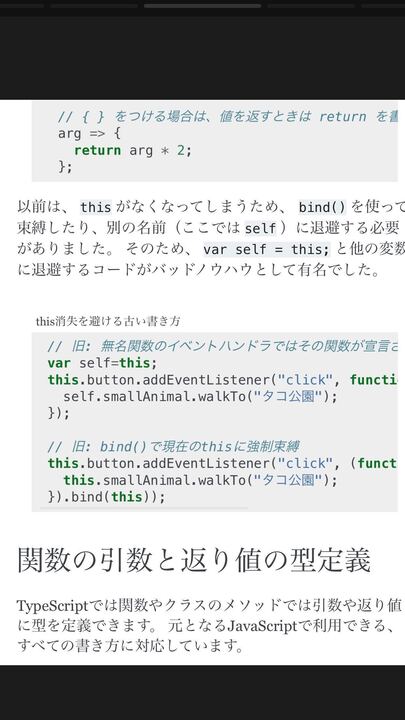 // { } をつける場合は、値を返すときは return を書
arg => {
  return arg * 2;
};
以前は、 this がなくなってしまうため、 bind() を使って
束縛したり、別の名前（ここでは self ）に退避する必要
がありました。 そのため、 var self = this; と他の変数
に退避するコードがバッドノウハウとして有名でした。
this消失を避ける古い書き方
// 旧: 無名関数のイベントハンドラではその関数が宣言さ
var self=this;
this.button.addEventListener("click", functi
  self.smallAnimal.walkTo("タコ公園");
});
// 旧: bind()で現在のthisに強制束縛
this.button.addEventListener("click", (funct
  this.smallAnimal.walkTo("タコ公園");
}).bind(this));
関数の引数と返り値の型定義
TypeScriptでは関数やクラスのメソッドでは引数や返り値
に型を定義できます。 元となるJavaScriptで利用できる、
すべての書き方に対応しています。